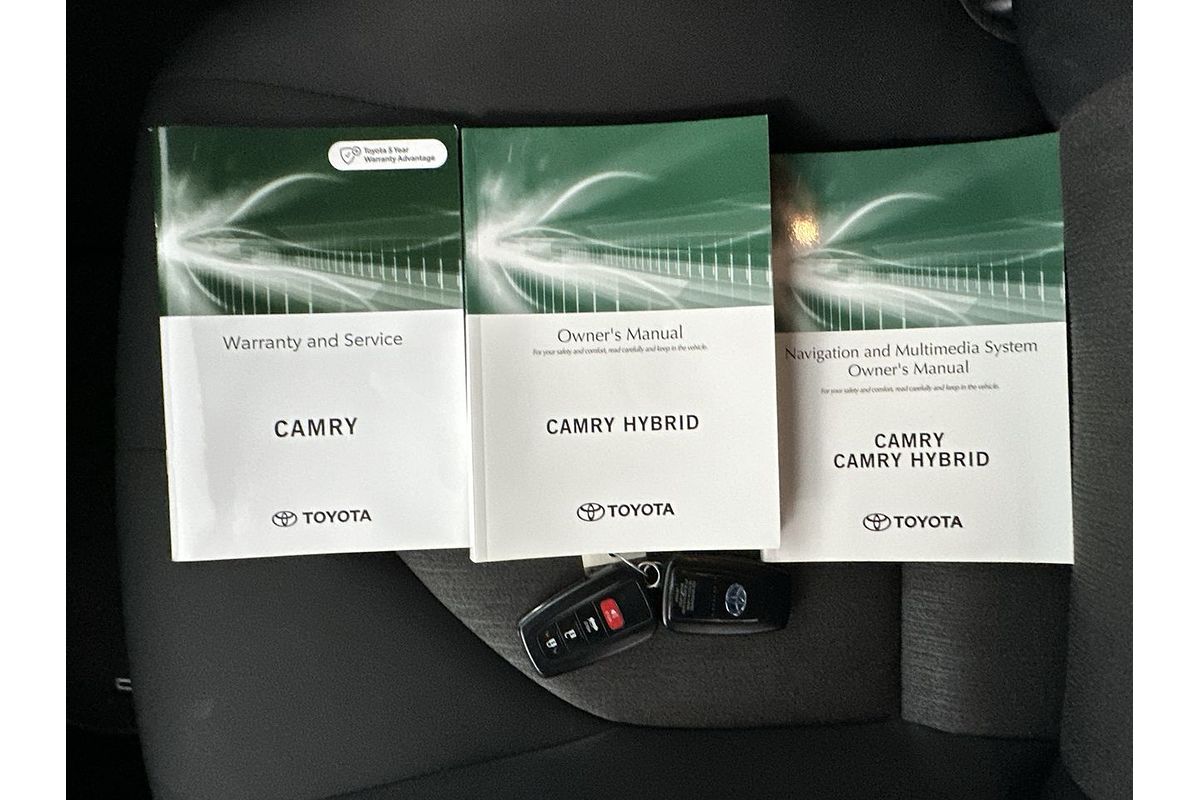 Toyota 5 Year
Warranty Advantage
Warranty and Service
CAMRY
TOYOTA
Owner's Manual
For your safety and comfort, read carefully and keep in the vehicle.
CAMRY HYBRID
TOYOTA
Navigation and Multimedia System
Owner's Manual
For your safety and comfort, read carefully and keep in the vehicle.
CAMRY
CAMRY HYBRID
TOYOTA